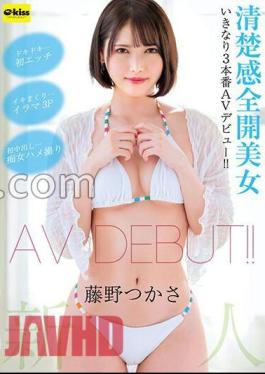 e-kiss
清楚感全開美女
いきなり3本番AVデビュー!!
ドキドキ…
初エッチ
イキまくり…
イラマ3P
初中出し…
痴女ハメ撮り
AV DEBUT!!
藤野つかさ
新人
JAVHD